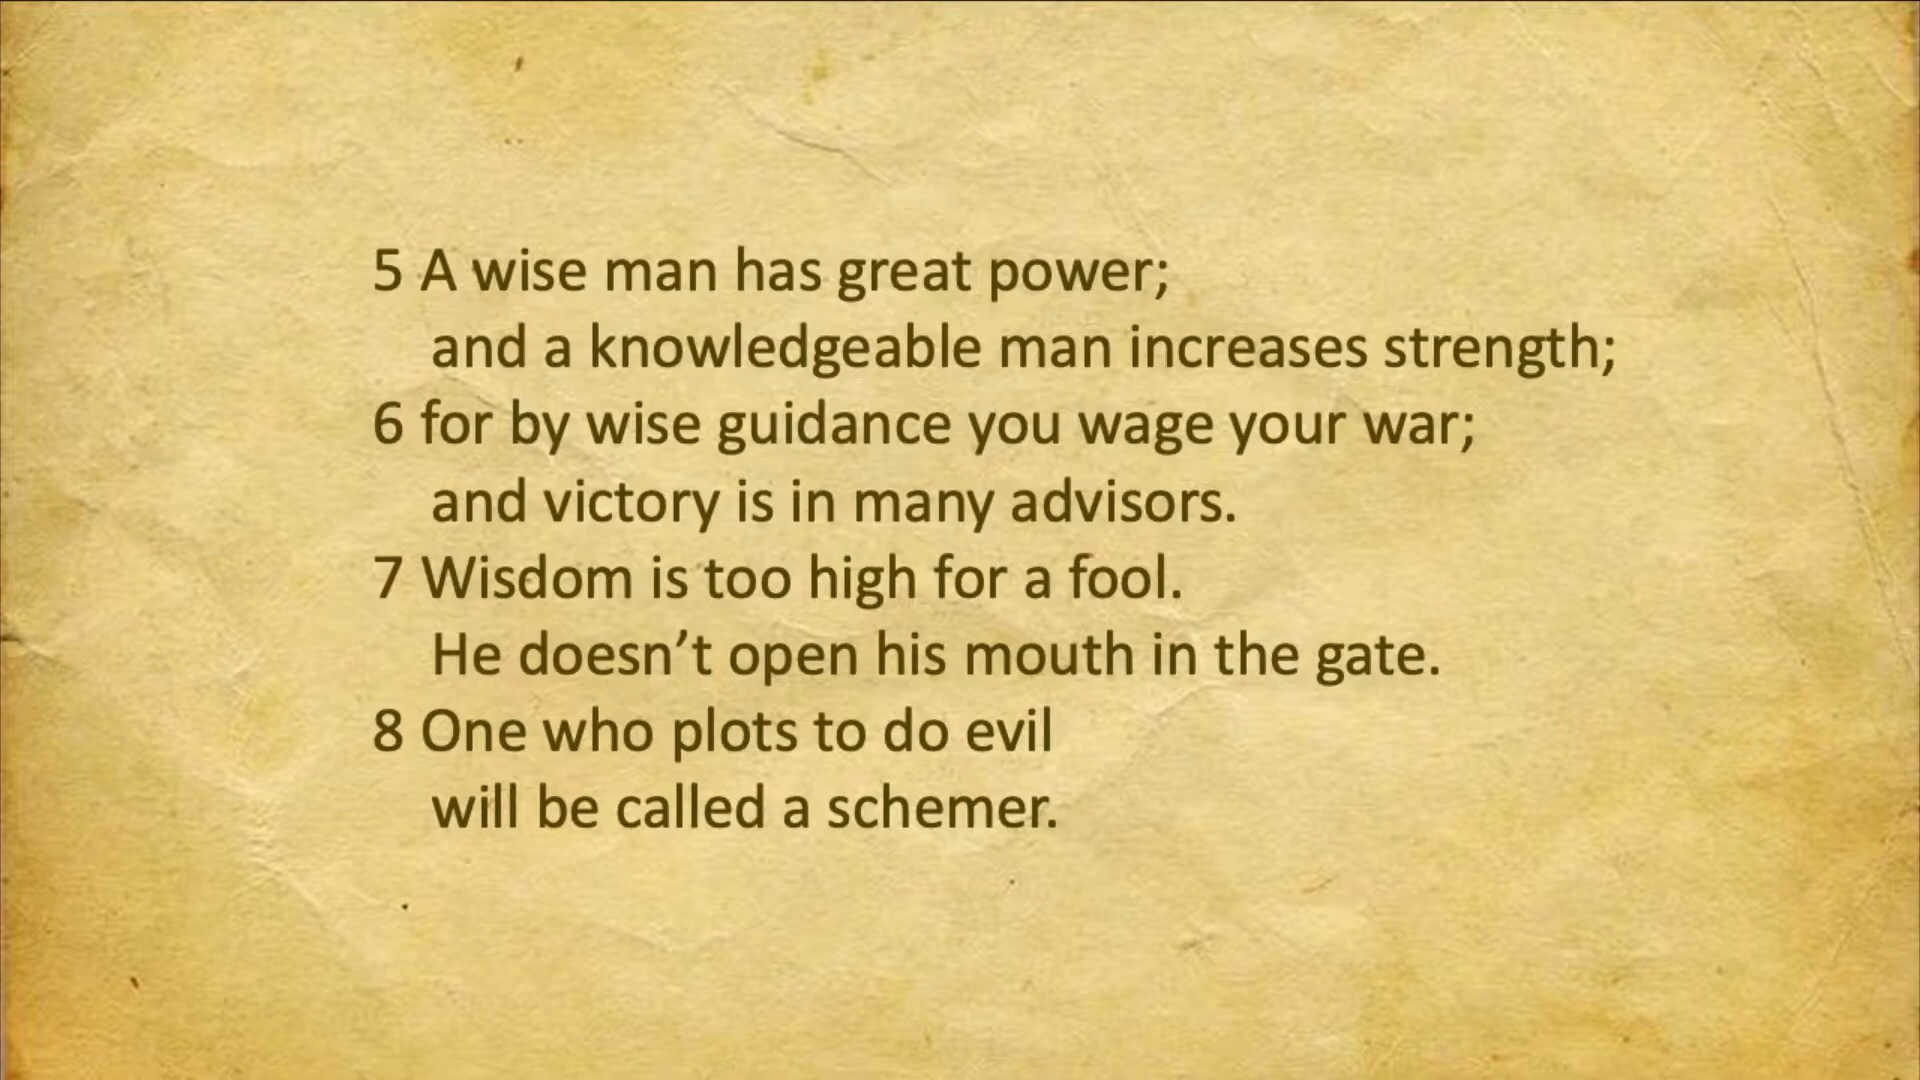 5 A wise man has great power;
and a knowledgeable man increases strength;
6 for by wise guidance you wage your war;
and victory is in many advisors.
7 Wisdom is too high for a fool.
He doesn’t open his mouth in the gate.
8 One who plots to do evil
will be called a schemer.